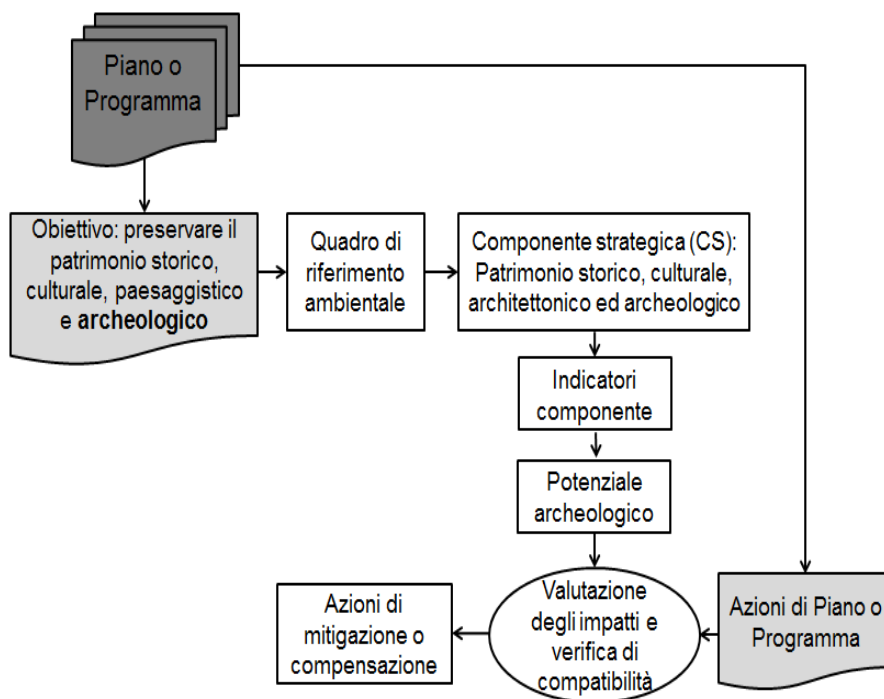 Piano o
Programma
Obiettivo: preservare il
patrimonio storico,
culturale, paesaggistico
e archeologico
Quadro di
riferimento
ambientale
Componente strategica (CS):
Patrimonio storico, culturale,
architettonico ed archeologico
Indicatori
componente
Potenziale
archeologico
Valutazione
degli impatti e
verifica di
compatibilità
Azioni di
mitigazione o
compensazione
Azioni di Piano o
Programma